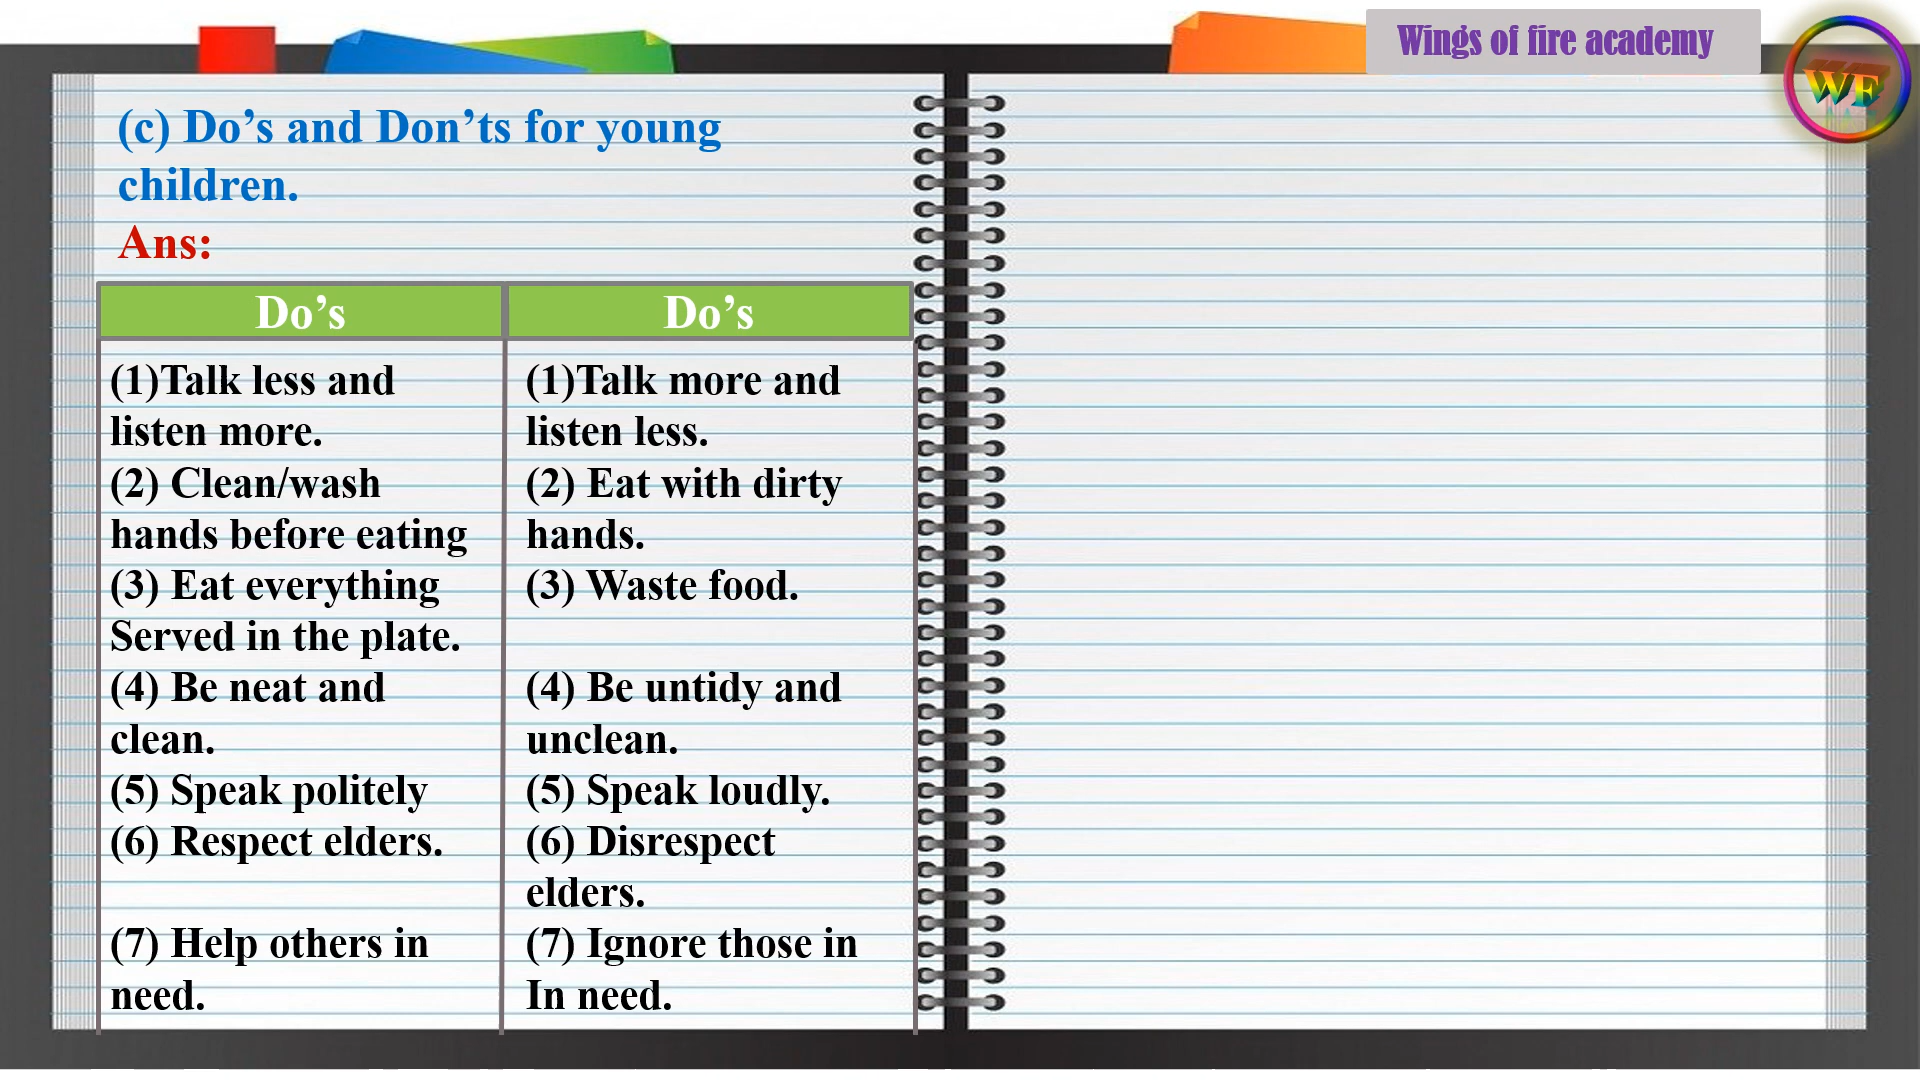 Wings of fire academy
WE
(c) Do’s and Don’ts for young
children.
Ans:
Do’s
Do’s
(1)Talk less and
listen more.
(2) Clean/wash
hands before eating
(3) Eat everything
Served in the plate.
(4) Be neat and
clean.
(5) Speak politely
(6) Respect elders.
(7) Help others in
need.
(1)Talk more and
listen less.
(2) Eat with dirty
hands.
(3) Waste food.
(4) Be untidy and
unclean.
(5) Speak loudly.
(6) Disrespect
elders.
(7) Ignore those in
In need.